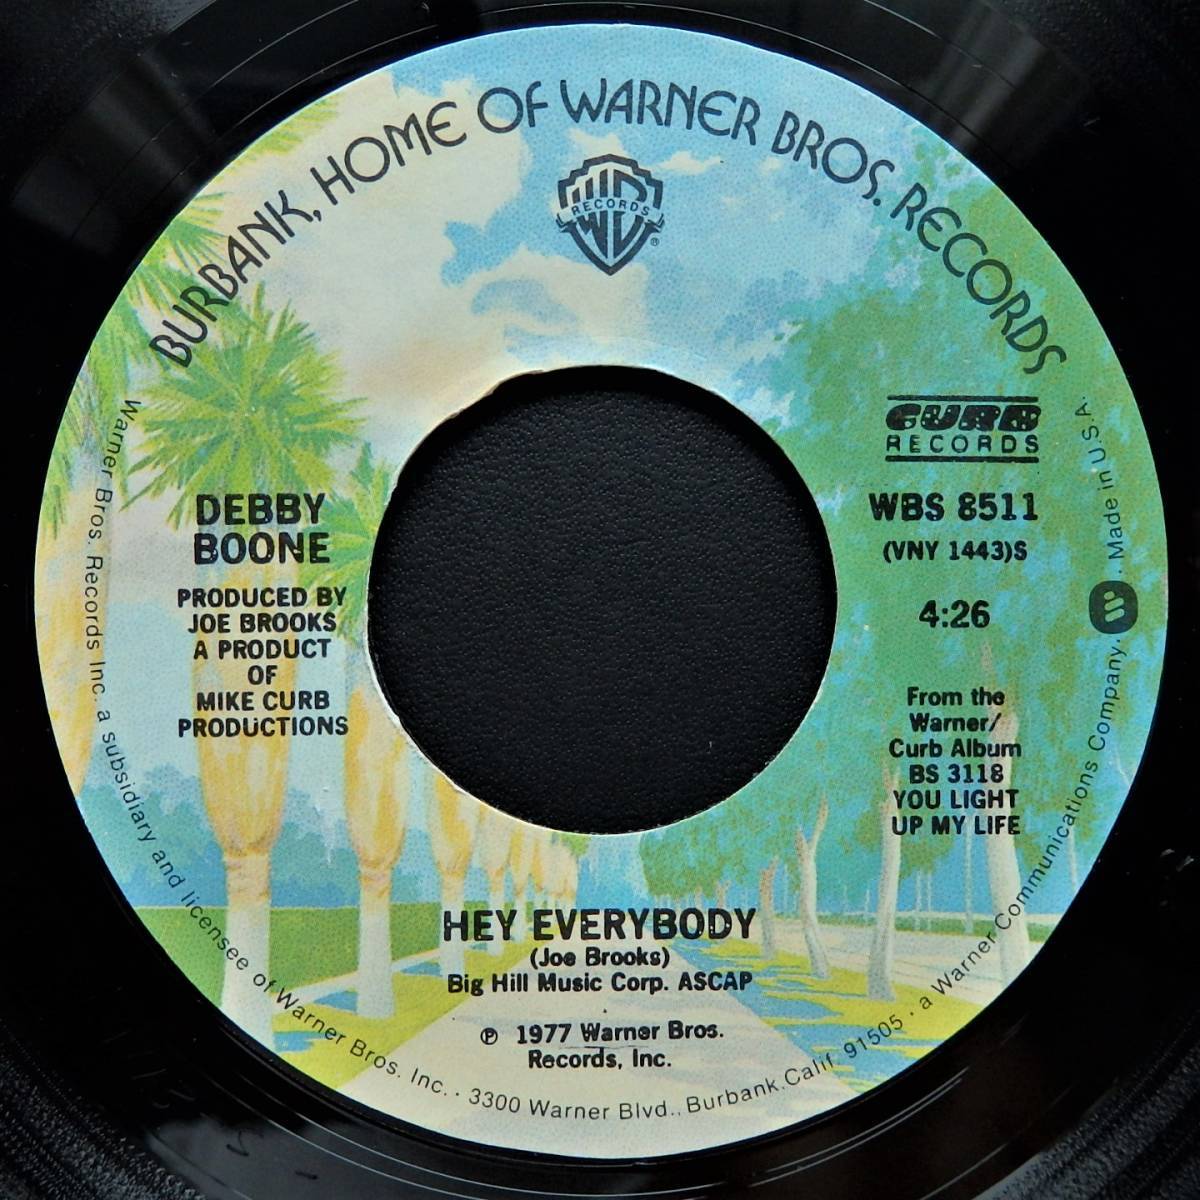 BURBANK, HOME OF WARNER BROS. RECORDS
WB
RECORDS
®
CURB
RECORDS
DEBBY
BOONE
PRODUCED BY
JOE BROOKS
A PRODUCT
OF
MIKE CURB
PRODUCTIONS
WBS 8511
(VNY 1443)S
4:26
From the
Warner/
Curb Album
BS 3118
YOU LIGHT
UP MY LIFE
HEY EVERYBODY
(Joe Brooks)
Big Hill Music Corp. ASCAP
℗ 1977 Warner Bros.
Records, Inc.
Warner Bros. Records Inc. a subsidiary and licensee of Warner Bros. Inc. · 3300 Warner Blvd., Burbank, Calif. 91505 · a Warner Communications Company. W . Made in U.S.A.